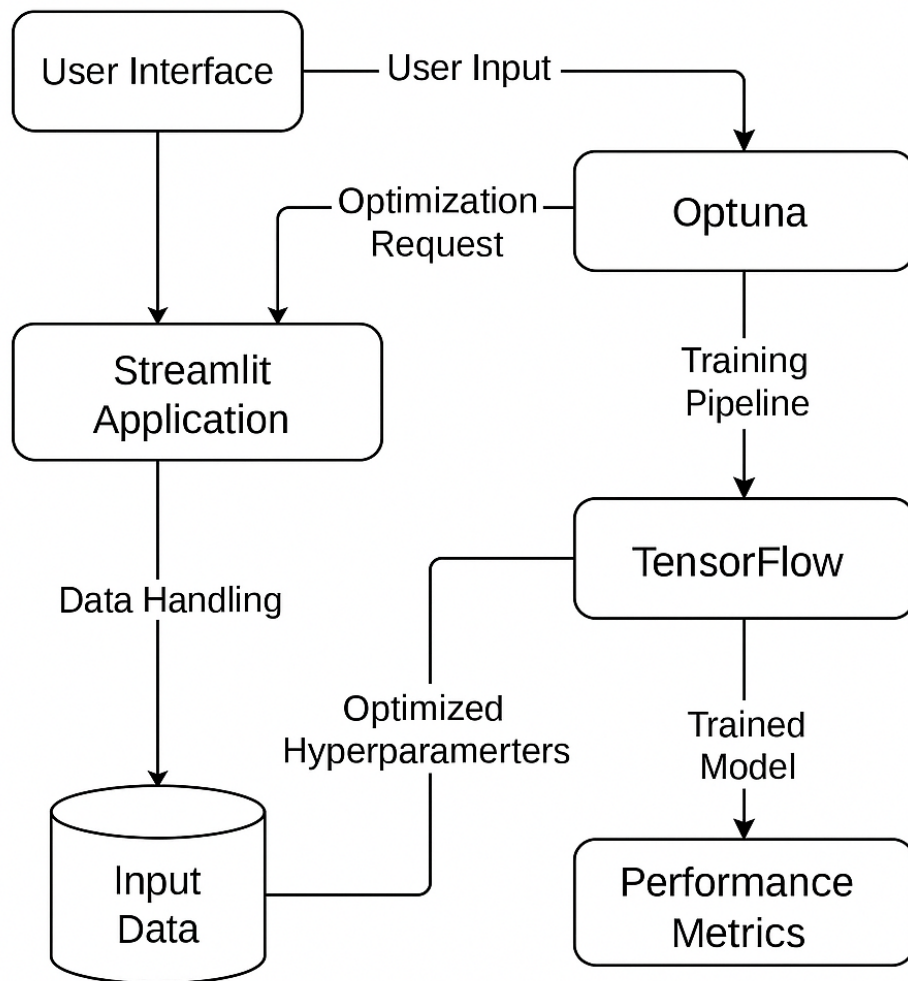 User Interface
User Input
Optimization
Request
Optuna
Streamlit
Application
Training
Pipeline
TensorFlow
Data Handling
Optimized
Hyperparamerters
Trained
Model
Input
Data
Performance
Metrics